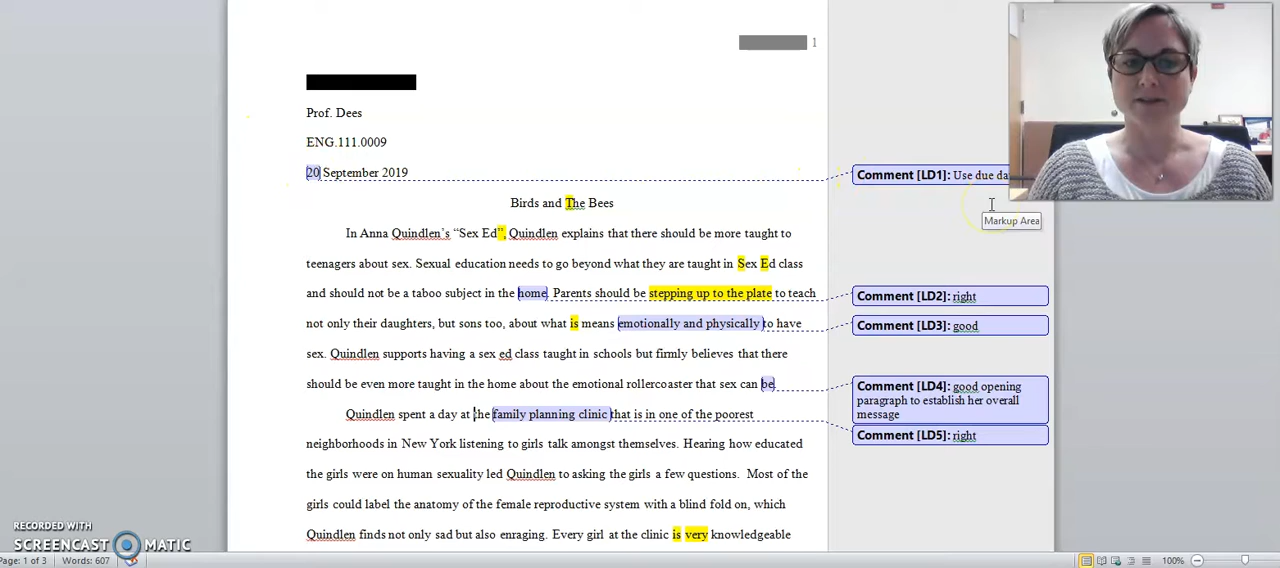 1
Prof. Dees
ENG.111.0009
20 September 2019
Comment [LD1]: Use due da
Markup Area
Birds and The Bees
In Anna Quindlen’s “Sex Ed”, Quindlen explains that there should be more taught to
teenagers about sex. Sexual education needs to go beyond what they are taught in Sex Ed class
and should not be a taboo subject in the home. Parents should be stepping up to the plate to teach
Comment [LD2]: right
not only their daughters, but sons too, about what is means emotionally and physically to have
Comment [LD3]: good
sex. Quindlen supports having a sex ed class taught in schools but firmly believes that there
should be even more taught in the home about the emotional rollercoaster that sex can be.
Comment [LD4]: good opening
paragraph to establish her overall
message
Quindlen spent a day at the family planning clinic that is in one of the poorest
Comment [LD5]: right
neighborhoods in New York listening to girls talk amongst themselves. Hearing how educated
the girls were on human sexuality led Quindlen to asking the girls a few questions.  Most of the
girls could label the anatomy of the female reproductive system with a blind fold on, which
Quindlen finds not only sad but also enraging. Every girl at the clinic is very knowledgeable
RECORDED WITH
SCREENCAST MATIC
Page: 1 of 3
Words: 607
100%